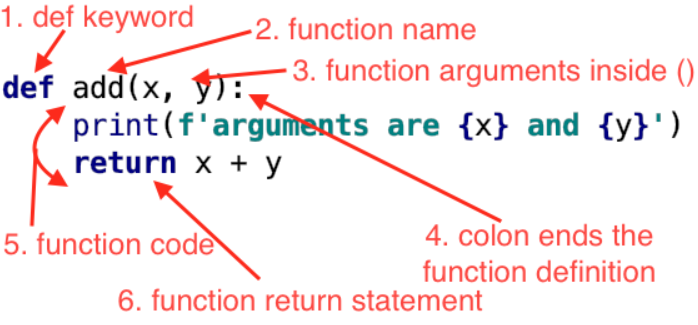 1. def keyword
2. function name
3. function arguments inside ()
def add(x, y):
    print(f'arguments are {x} and {y}')
    return x + y
5. function code
4. colon ends the
function definition
6. function return statement